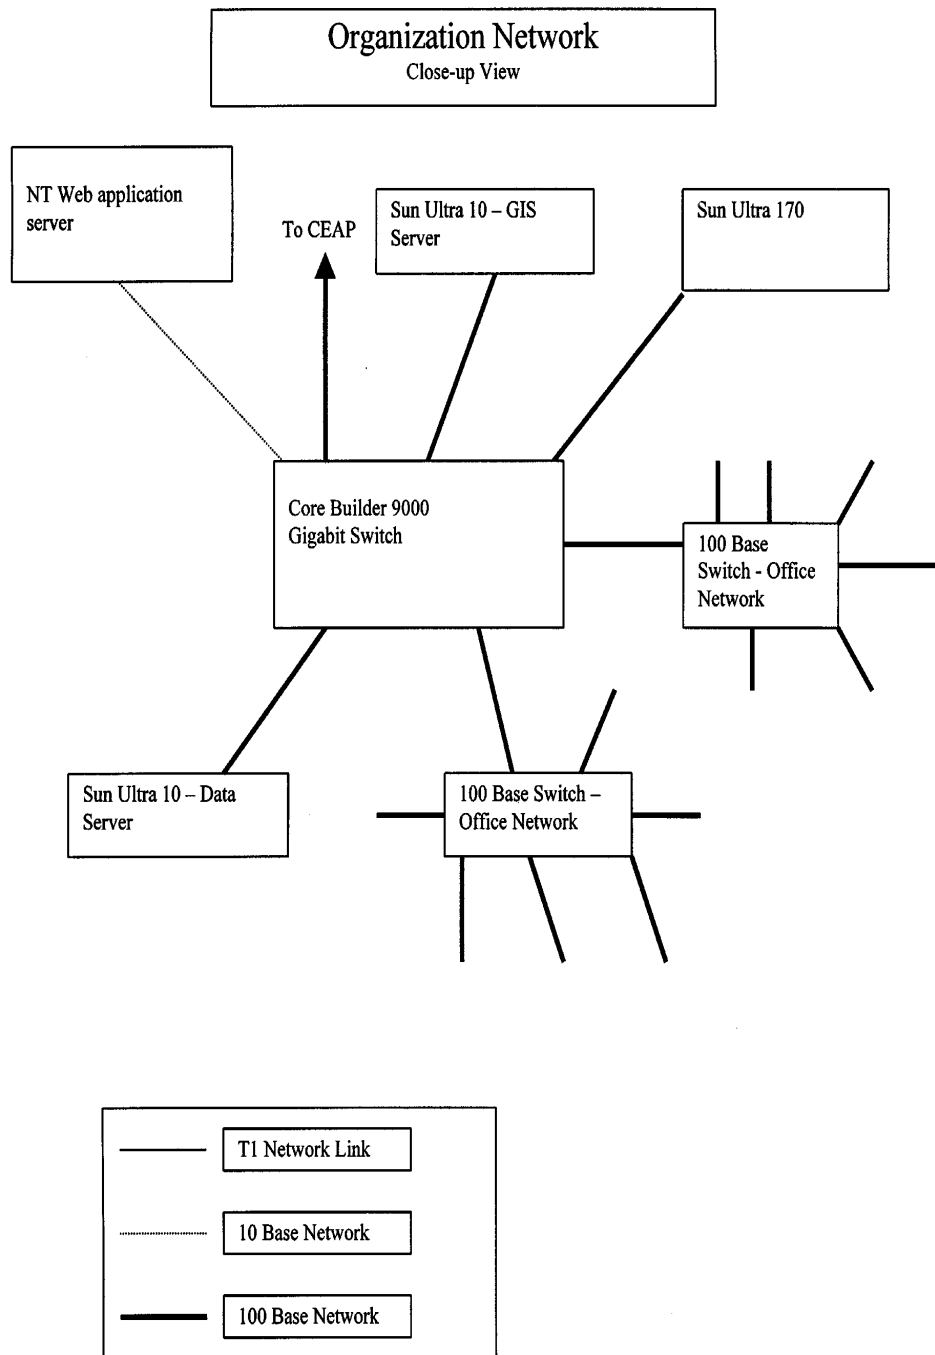 Organization Network
Close-up View
NT Web application
server
To CEAP
Sun Ultra 10 – GIS
Server
Sun Ultra 170
Core Builder 9000
Gigabit Switch
100 Base
Switch - Office
Network
Sun Ultra 10 – Data
Server
100 Base Switch –
Office Network
T1 Network Link
10 Base Network
100 Base Network